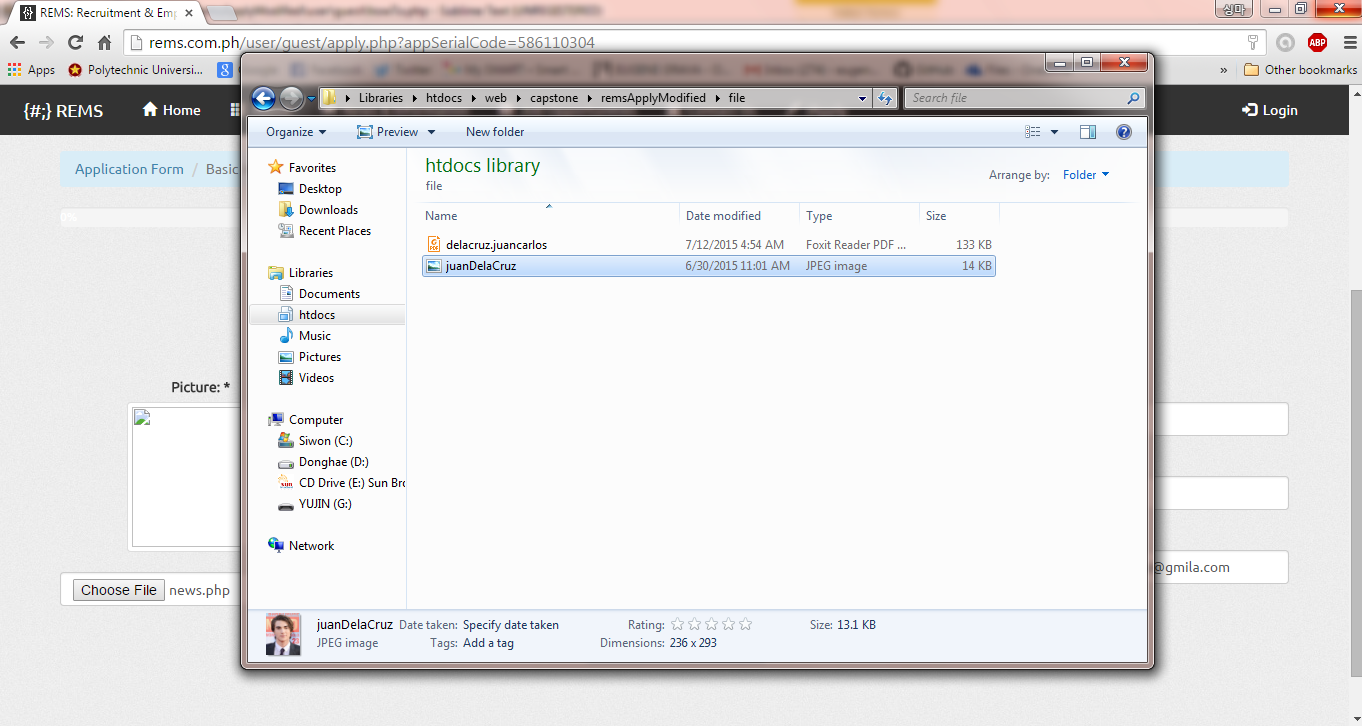 REMS: Recruitment & Em
심마
rems.com.ph/user/guest/apply.php?appSerialCode=586110304
ABP
Apps Polytechnic Universi... » Other bookmarks
{#;} REMS Home Login
Libraries htdocs web capstone remsApplyModified file Search file
Organize Preview New folder
Application Form / Basic
0%
Favorites
Desktop
Downloads
Recent Places
Libraries
Documents
htdocs
Music
Pictures
Videos
Computer
Siwon (C:)
Donghae (D:)
CD Drive (E:) Sun Bro
YUJIN (G:)
Network
htdocs library
file
Arrange by: Folder
Name Date modified Type Size
delacruz.juancarlos 7/12/2015 4:54 AM Foxit Reader PDF ... 133 KB
juanDelaCruz 6/30/2015 11:01 AM JPEG image 14 KB
Picture: *
Choose File news.php
@gmila.com
juanDelaCruz Date taken: Specify date taken Rating: Size: 13.1 KB
JPEG image Tags: Add a tag Dimensions: 236 x 293